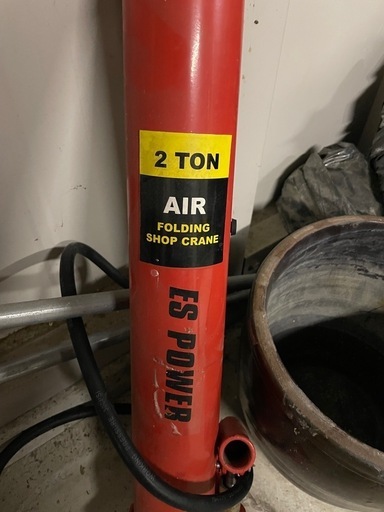 2 TON
AIR
FOLDING
SHOP CRANE
ES POWER